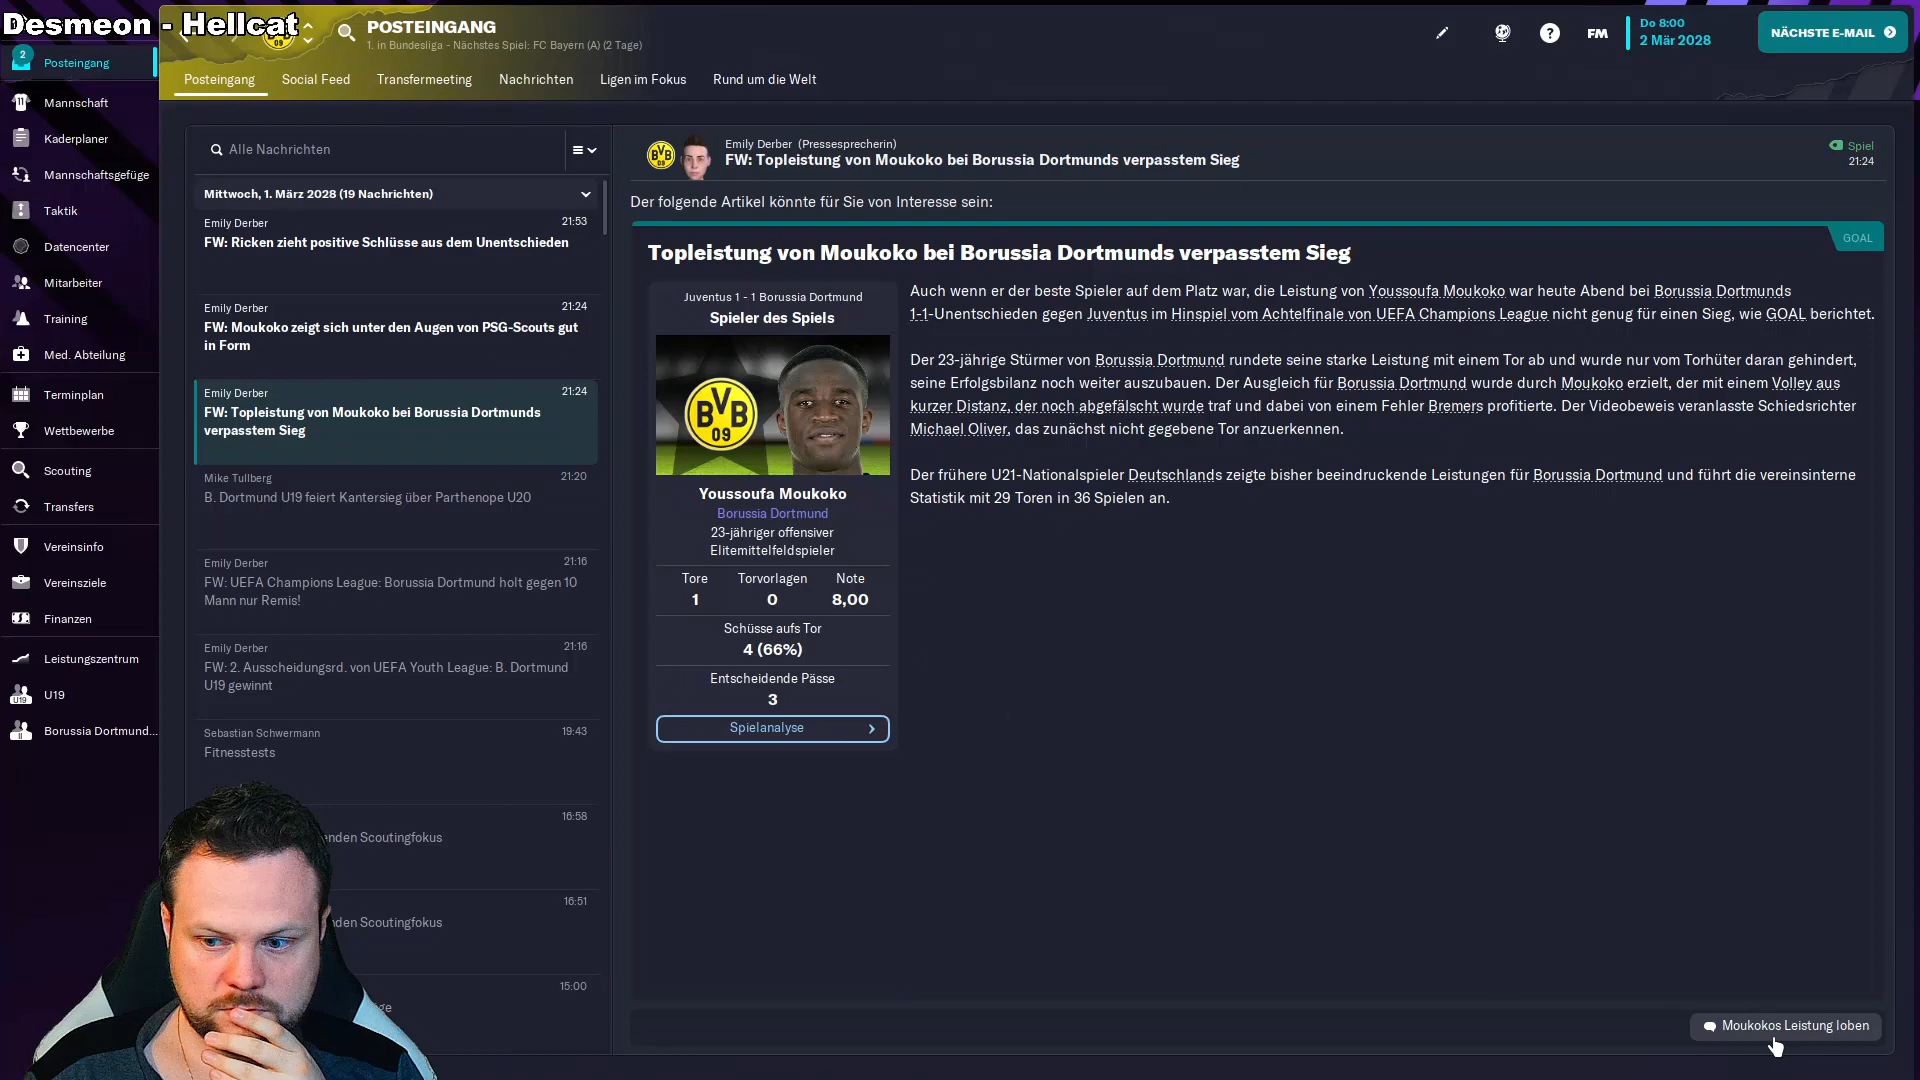 Desmeon - Hellcat
POSTEINGANG
1. in Bundesliga - Nächstes Spiel: FC Bayern (A) (2 Tage)
FM
Do 8:00
2 Mär 2028
NÄCHSTE E-MAIL
Posteingang
Social Feed
Transfermeeting
Nachrichten
Ligen im Fokus
Rund um die Welt
2
Posteingang
Mannschaft
Kaderplaner
Mannschaftsgefüge
Taktik
Datencenter
Mitarbeiter
Training
Med. Abteilung
Terminplan
Wettbewerbe
Scouting
Transfers
Vereinsinfo
Vereinsziele
Finanzen
Leistungszentrum
U19
Borussia Dortmund...
Alle Nachrichten
Mittwoch, 1. März 2028 (19 Nachrichten)
Emily Derber
21:53
FW: Ricken zieht positive Schlüsse aus dem Unentschieden
Emily Derber
21:24
FW: Moukoko zeigt sich unter den Augen von PSG-Scouts gut
in Form
Emily Derber
21:24
FW: Topleistung von Moukoko bei Borussia Dortmunds
verpasstem Sieg
Mike Tullberg
21:20
B. Dortmund U19 feiert Kantersieg über Parthenope U20
Emily Derber
21:16
FW: UEFA Champions League: Borussia Dortmund holt gegen 10
Mann nur Remis!
Emily Derber
21:16
FW: 2. Ausscheidungsrd. von UEFA Youth League: B. Dortmund
U19 gewinnt
Sebastian Schwermann
19:43
Fitnesstests
16:58
enden Scoutingfokus
16:51
nden Scoutingfokus
15:00
ge
Emily Derber (Pressesprecherin)
FW: Topleistung von Moukoko bei Borussia Dortmunds verpasstem Sieg
Spiel
21:24
Der folgende Artikel könnte für Sie von Interesse sein:
GOAL
Topleistung von Moukoko bei Borussia Dortmunds verpasstem Sieg
Juventus 1 - 1 Borussia Dortmund
Spieler des Spiels
BVB
09
Youssoufa Moukoko
Borussia Dortmund
23-jähriger offensiver
Elitemittelfeldspieler
Tore
Torvorlagen
Note
1
0
8,00
Schüsse aufs Tor
4 (66%)
Entscheidende Pässe
3
Spielanalyse
Auch wenn er der beste Spieler auf dem Platz war, die Leistung von Youssoufa Moukoko war heute Abend bei Borussia Dortmunds
1-1-Unentschieden gegen Juventus im Hinspiel vom Achtelfinale von UEFA Champions League nicht genug für einen Sieg, wie GOAL berichtet.
Der 23-jährige Stürmer von Borussia Dortmund rundete seine starke Leistung mit einem Tor ab und wurde nur vom Torhüter daran gehindert,
seine Erfolgsbilanz noch weiter auszubauen. Der Ausgleich für Borussia Dortmund wurde durch Moukoko erzielt, der mit einem Volley aus
kurzer Distanz, der noch abgefälscht wurde traf und dabei von einem Fehler Bremers profitierte. Der Videobeweis veranlasste Schiedsrichter
Michael Oliver, das zunächst nicht gegebene Tor anzuerkennen.
Der frühere U21-Nationalspieler Deutschlands zeigte bisher beeindruckende Leistungen für Borussia Dortmund und führt die vereinsinterne
Statistik mit 29 Toren in 36 Spielen an.
Moukokos Leistung loben